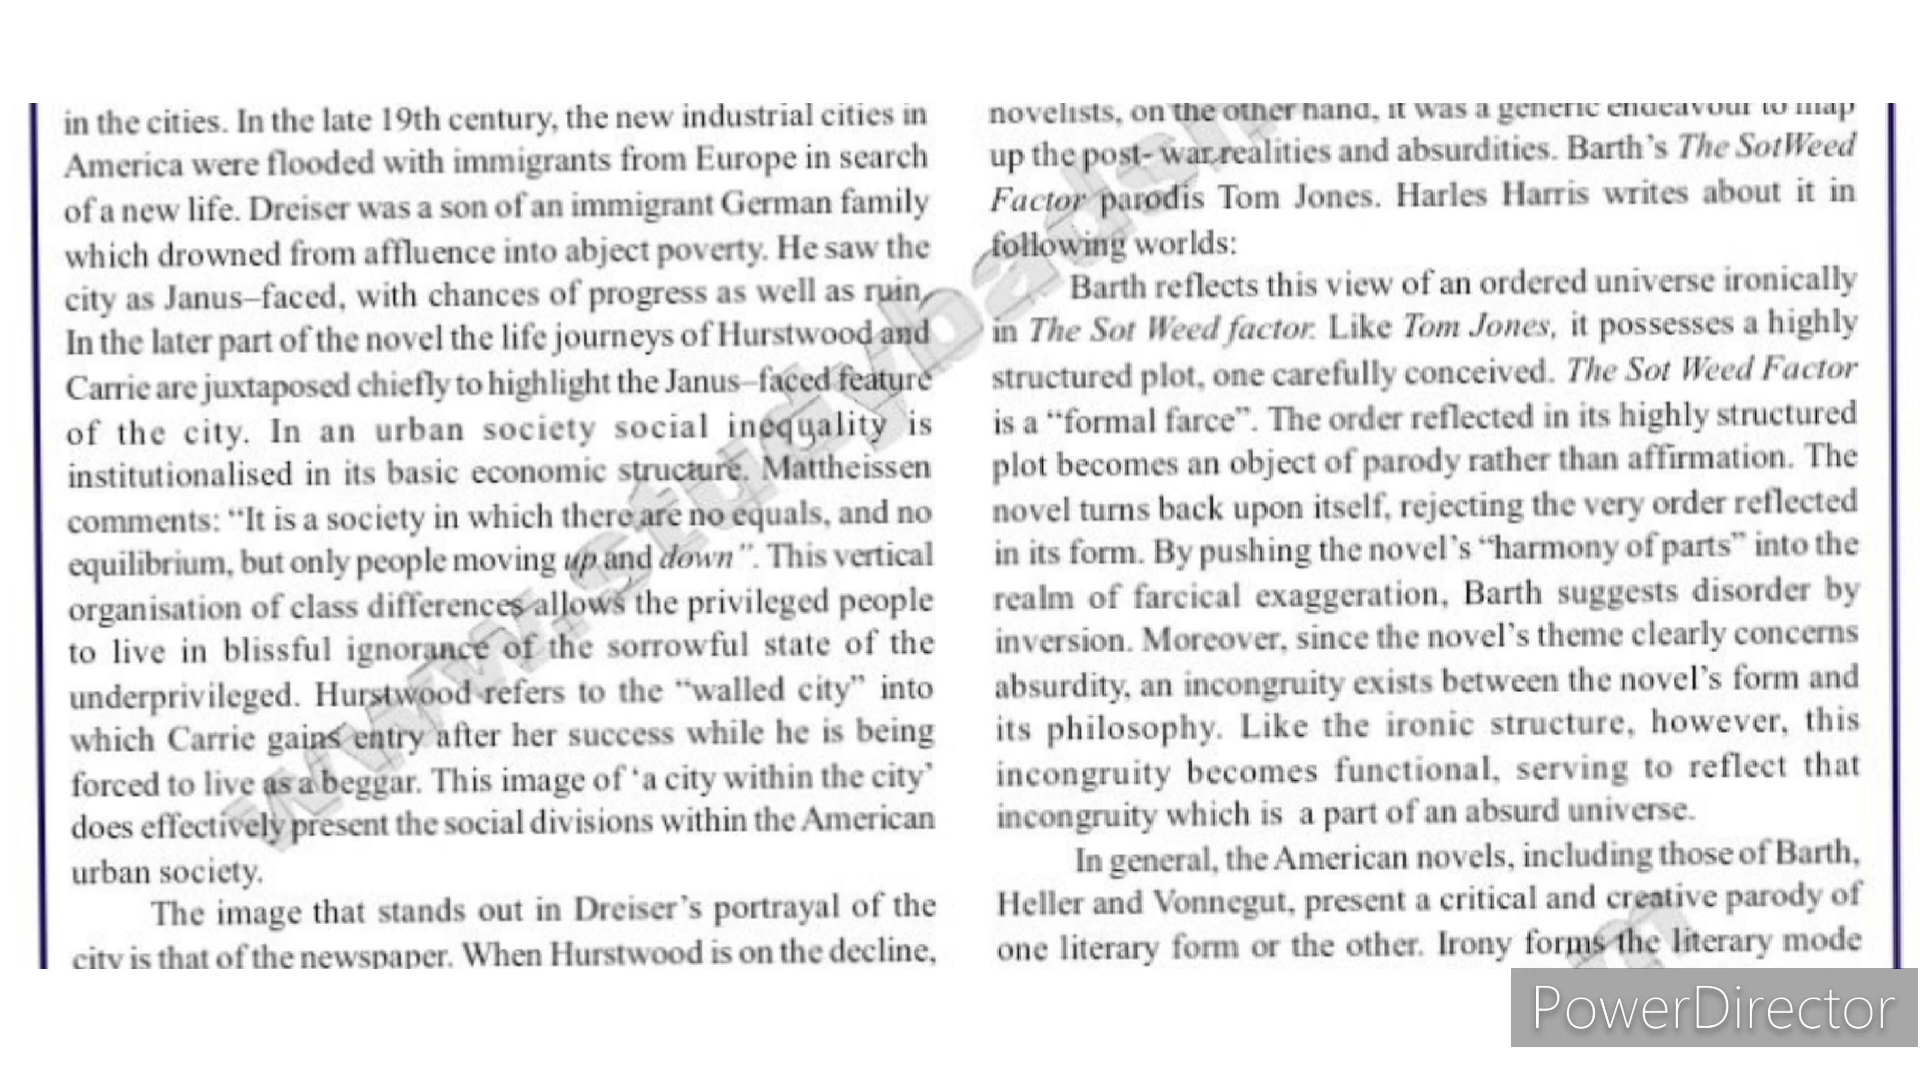 in the cities. In the late 19th century, the new industrial cities in
America were flooded with immigrants from Europe in search
of a new life. Dreiser was a son of an immigrant German family
which drowned from affluence into abject poverty. He saw the
city as Janus–faced, with chances of progress as well as ruin.
In the later part of the novel the life journeys of Hurstwood and
Carrie are juxtaposed chiefly to highlight the Janus–faced feature
of the city. In an urban society social inequality is
institutionalised in its basic economic structure. Mattheissen
comments: “It is a society in which there are no equals, and no
equilibrium, but only people moving up and down”. This vertical
organisation of class differences allows the privileged people
to live in blissful ignorance of the sorrowful state of the
underprivileged. Hurstwood refers to the “walled city” into
which Carrie gains entry after her success while he is being
forced to live as a beggar. This image of ‘a city within the city’
does effectively present the social divisions within the American
urban society.
The image that stands out in Dreiser’s portrayal of the
city is that of the newspaper. When Hurstwood is on the decline,
novelists, on the other hand, it was a generic endeavour to map
up the post- war realities and absurdities. Barth’s The SotWeed
Factor parodis Tom Jones. Harles Harris writes about it in
following worlds:
Barth reflects this view of an ordered universe ironically
in The Sot Weed factor. Like Tom Jones, it possesses a highly
structured plot, one carefully conceived. The Sot Weed Factor
is a “formal farce”. The order reflected in its highly structured
plot becomes an object of parody rather than affirmation. The
novel turns back upon itself, rejecting the very order reflected
in its form. By pushing the novel’s “harmony of parts” into the
realm of farcical exaggeration, Barth suggests disorder by
inversion. Moreover, since the novel’s theme clearly concerns
absurdity, an incongruity exists between the novel’s form and
its philosophy. Like the ironic structure, however, this
incongruity becomes functional, serving to reflect that
incongruity which is a part of an absurd universe.
In general, the American novels, including those of Barth,
Heller and Vonnegut, present a critical and creative parody of
one literary form or the other. Irony forms the literary mode
PowerDirector